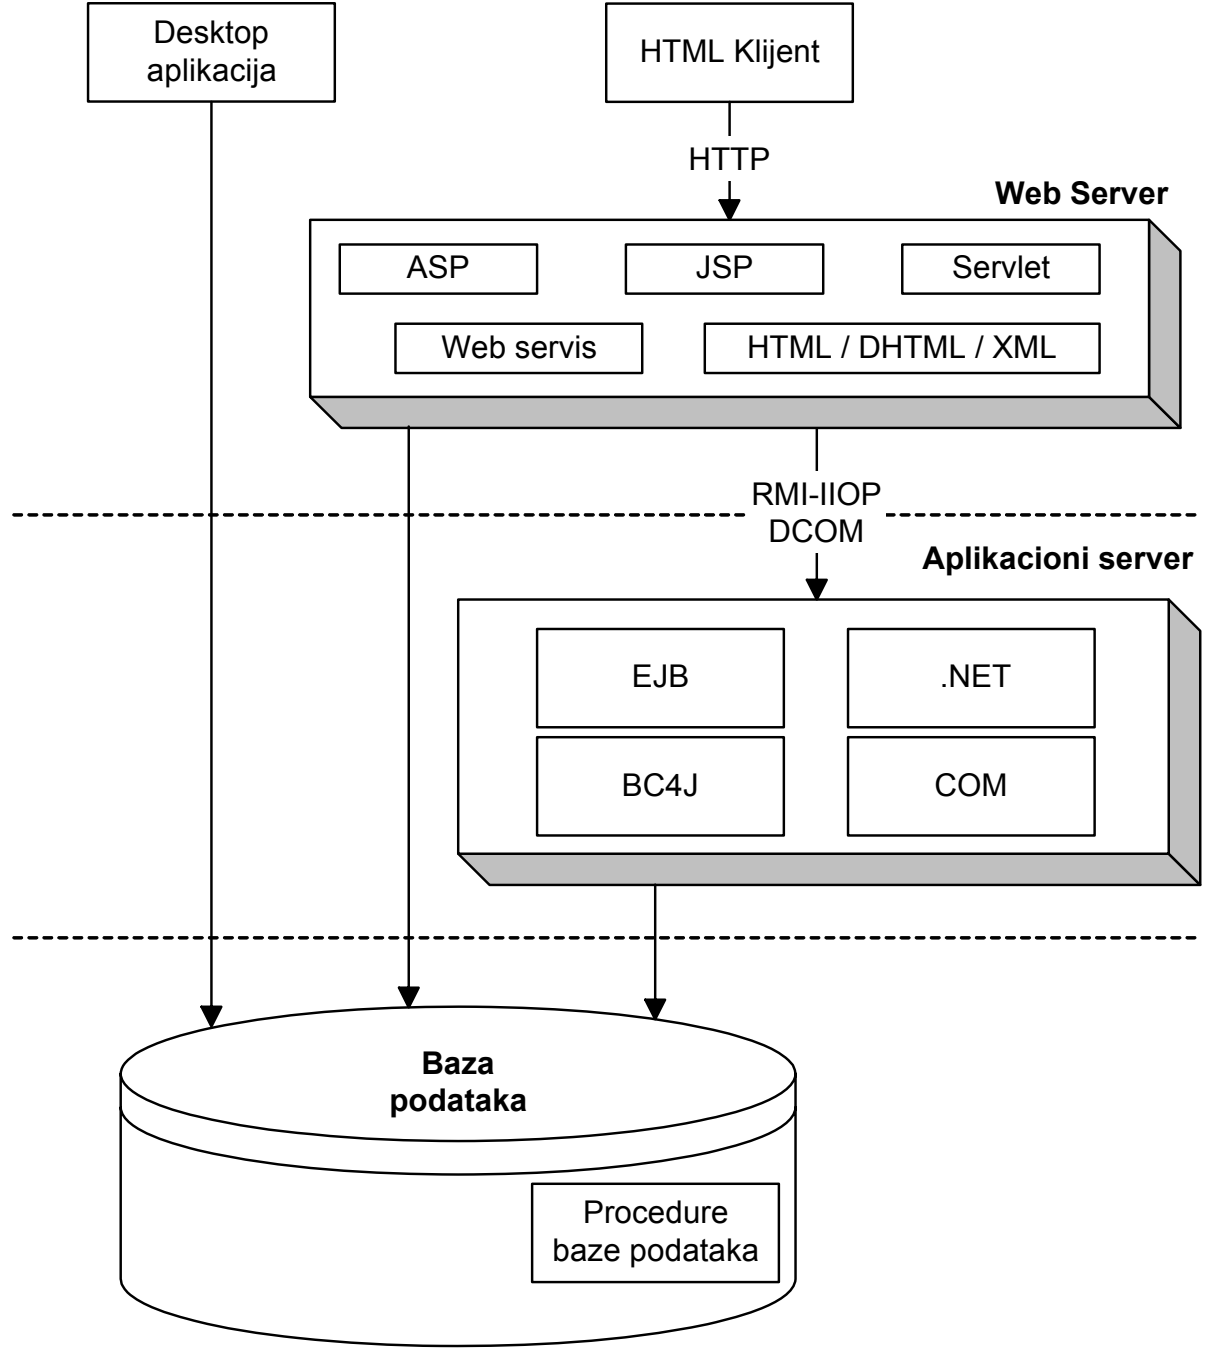 Desktop
aplikacija
HTML Klijent
HTTP
Web Server
ASP
JSP
Servlet
Web servis
HTML / DHTML / XML
RMI-IIOP
DCOM
Aplikacioni server
EJB
.NET
BC4J
COM
Baza
podataka
Procedure
baze podataka